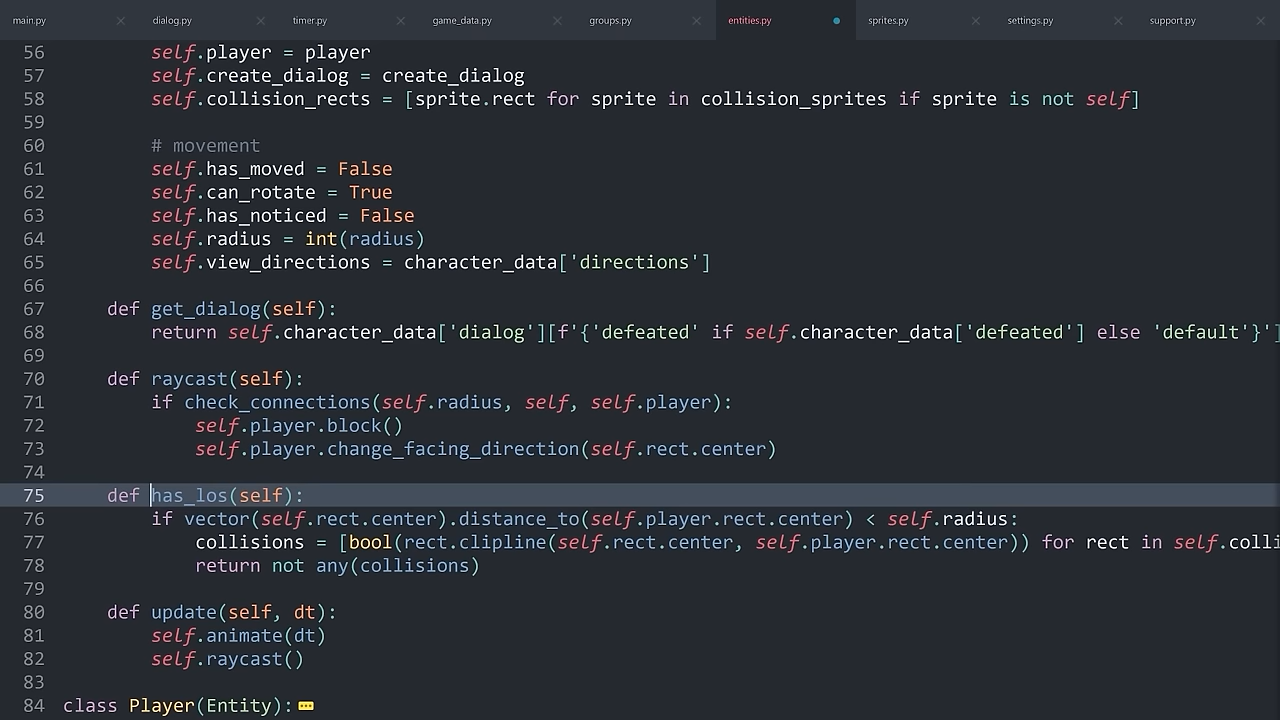 main.py dialog.py timer.py game_data.py groups.py entities.py sprites.py settings.py support.py
56 self.player = player
57 self.create_dialog = create_dialog
58 self.collision_rects = [sprite.rect for sprite in collision_sprites if sprite is not self]
59
60 # movement
61 self.has_moved = False
62 self.can_rotate = True
63 self.has_noticed = False
64 self.radius = int(radius)
65 self.view_directions = character_data['directions']
66
67 def get_dialog(self):
68 return self.character_data['dialog'][f'{'defeated' if self.character_data['defeated'] else 'default'}']
69
70 def raycast(self):
71 if check_connections(self.radius, self, self.player):
72 self.player.block()
73 self.player.change_facing_direction(self.rect.center)
74
75 def has_los(self):
76 if vector(self.rect.center).distance_to(self.player.rect.center) < self.radius:
77 collisions = [bool(rect.clipline(self.rect.center, self.player.rect.center)) for rect in self.colli
78 return not any(collisions)
79
80 def update(self, dt):
81 self.animate(dt)
82 self.raycast()
83
84 class Player(Entity):